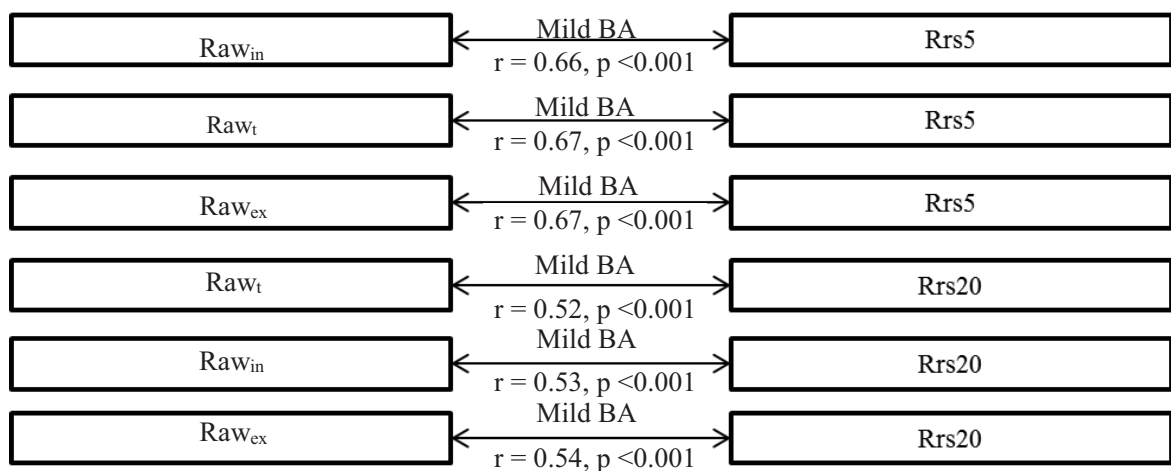 Mild BA
Raw_in Rrs5
r = 0.66, p <0.001
Mild BA
Raw_t Rrs5
r = 0.67, p <0.001
Mild BA
Raw_ex Rrs5
r = 0.67, p <0.001
Mild BA
Raw_t Rrs20
r = 0.52, p <0.001
Mild BA
Raw_in Rrs20
r = 0.53, p <0.001
Mild BA
Raw_ex Rrs20
r = 0.54, p <0.001